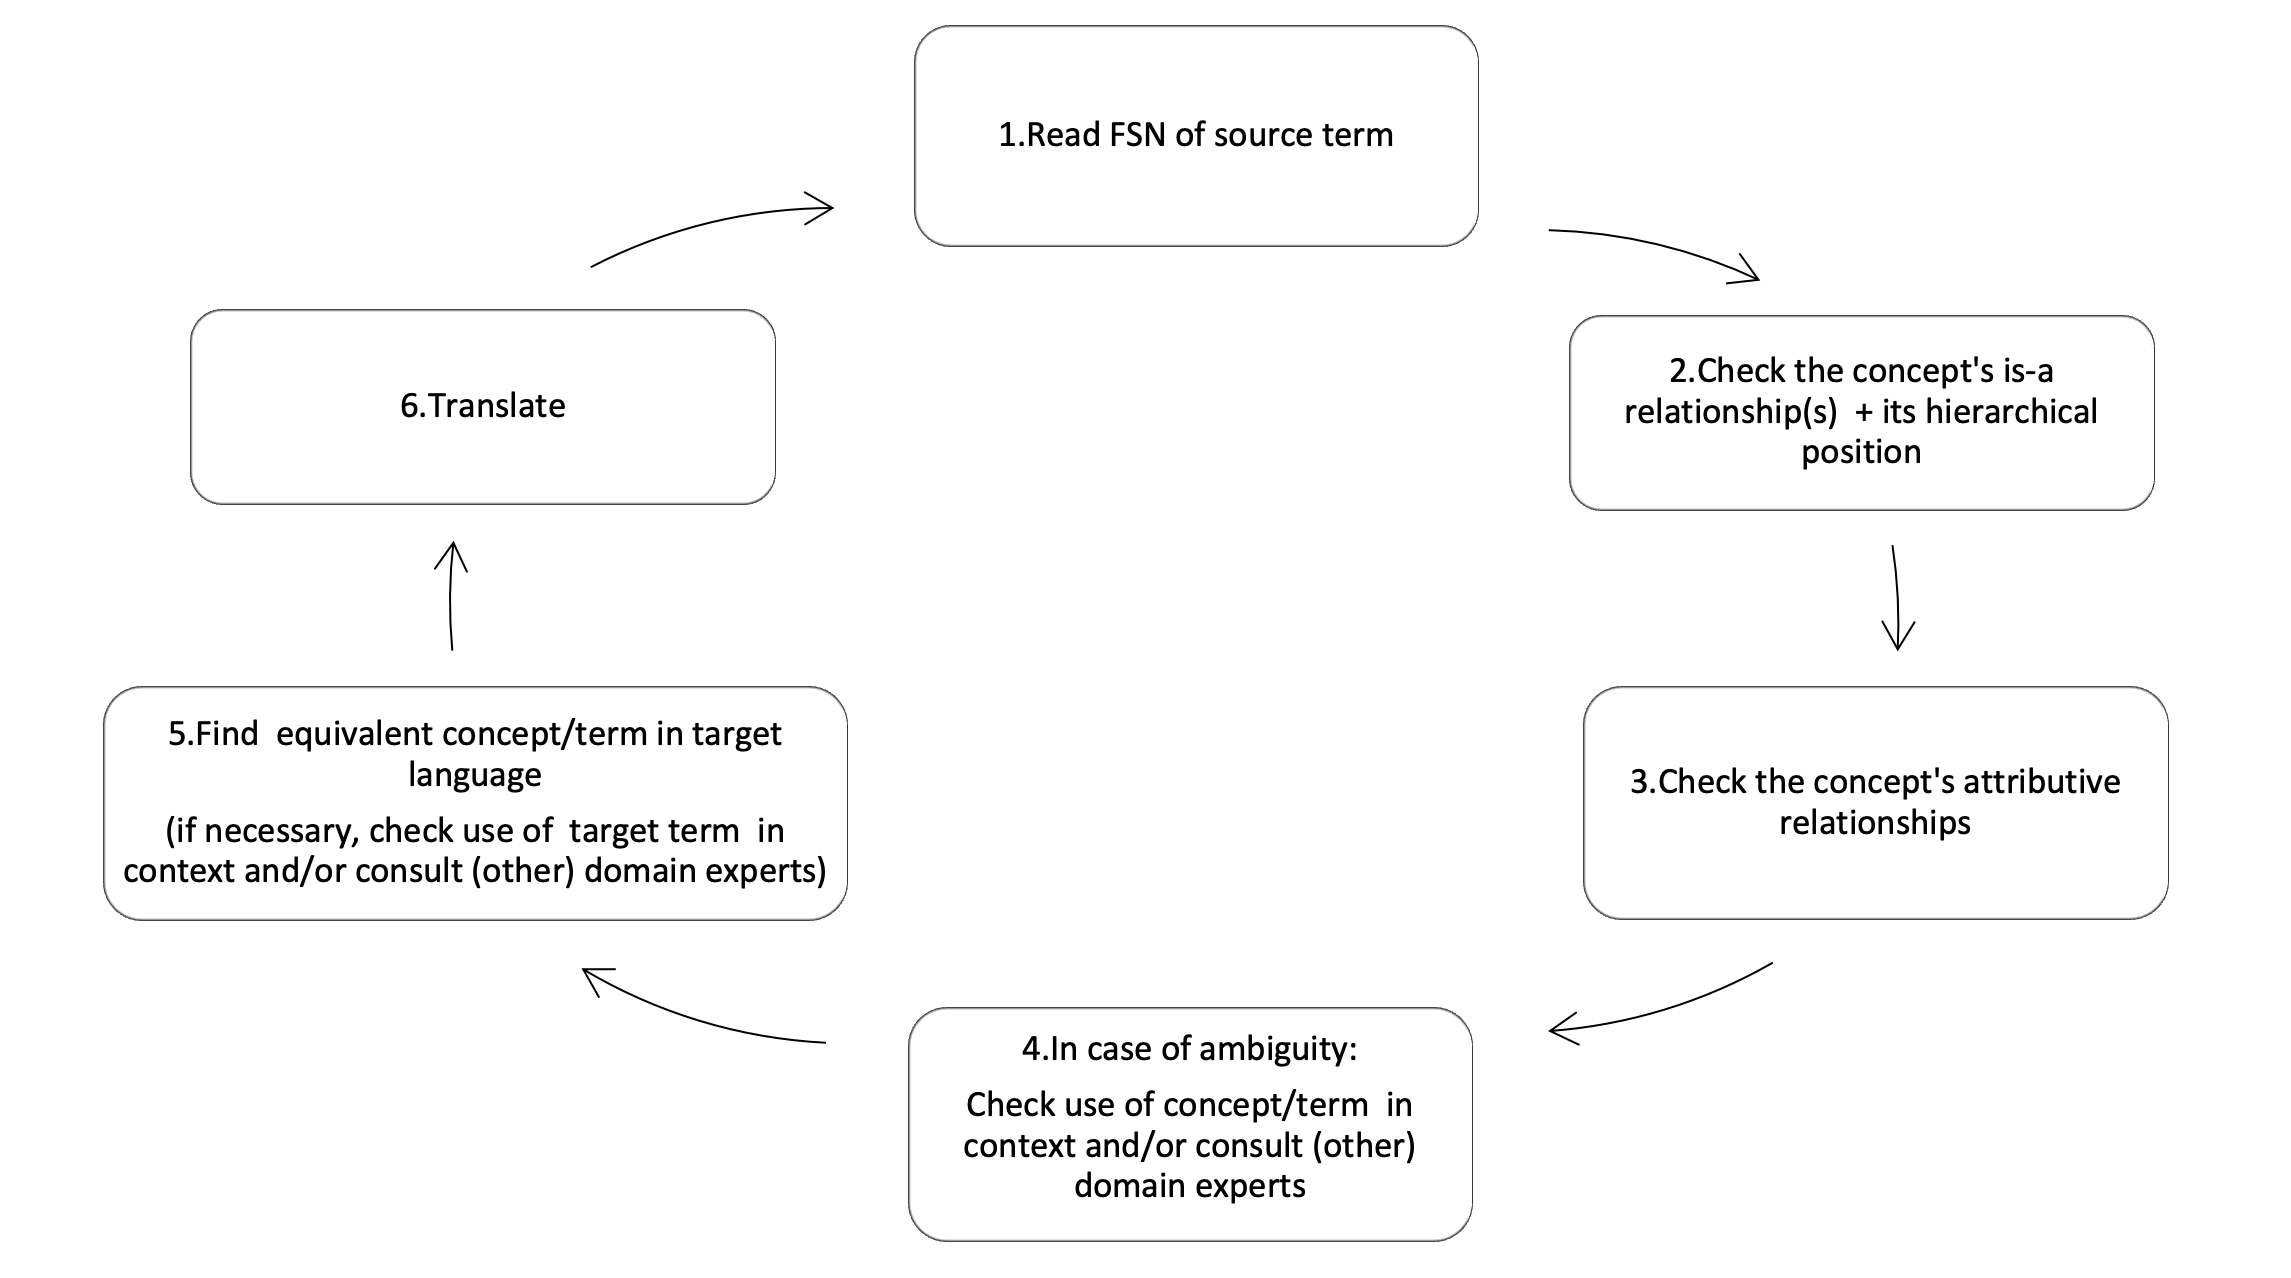 1.Read FSN of source term
2.Check the concept's is-a
relationship(s)  + its hierarchical
position
3.Check the concept's attributive
relationships
4.In case of ambiguity:
Check use of concept/term  in
context and/or consult (other)
domain experts
5.Find  equivalent concept/term in target
language
(if necessary, check use of  target term  in
context and/or consult (other) domain experts)
6.Translate